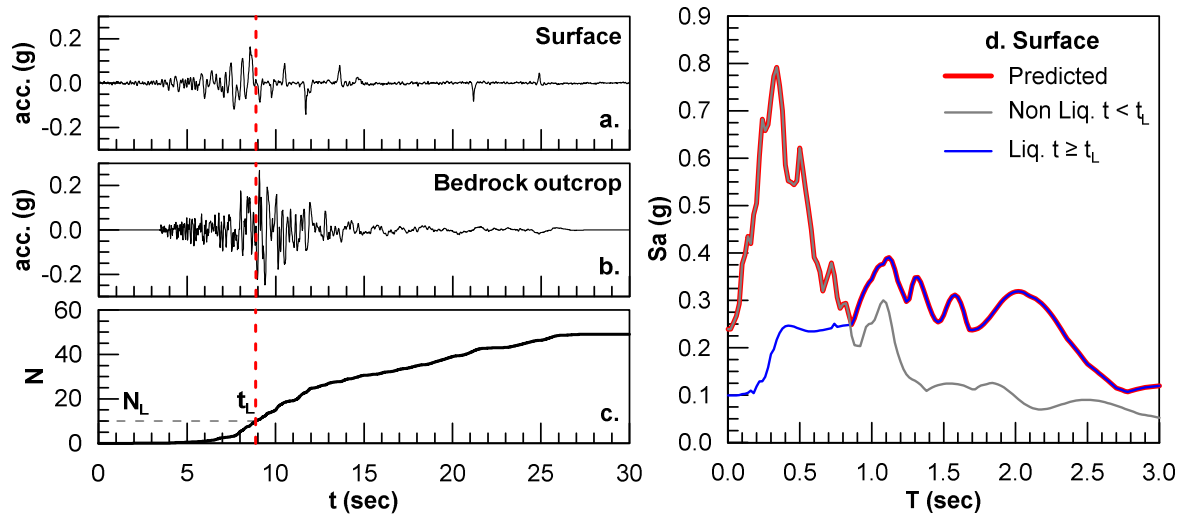 0.2
0.0
-0.2
acc. (g)
Surface
a.
0.2
0.0
-0.2
acc. (g)
Bedrock outcrop
b.
60
40
20
0
N
N_L
t_L
c.
0 5 10 15 20 25 30
t (sec)
0.9
0.8
0.7
0.6
0.5
0.4
0.3
0.2
0.1
0.0
Sa (g)
d. Surface
Predicted
Non Liq. t < t_L
Liq. t ≥ t_L
0.0 0.5 1.0 1.5 2.0 2.5 3.0
T (sec)